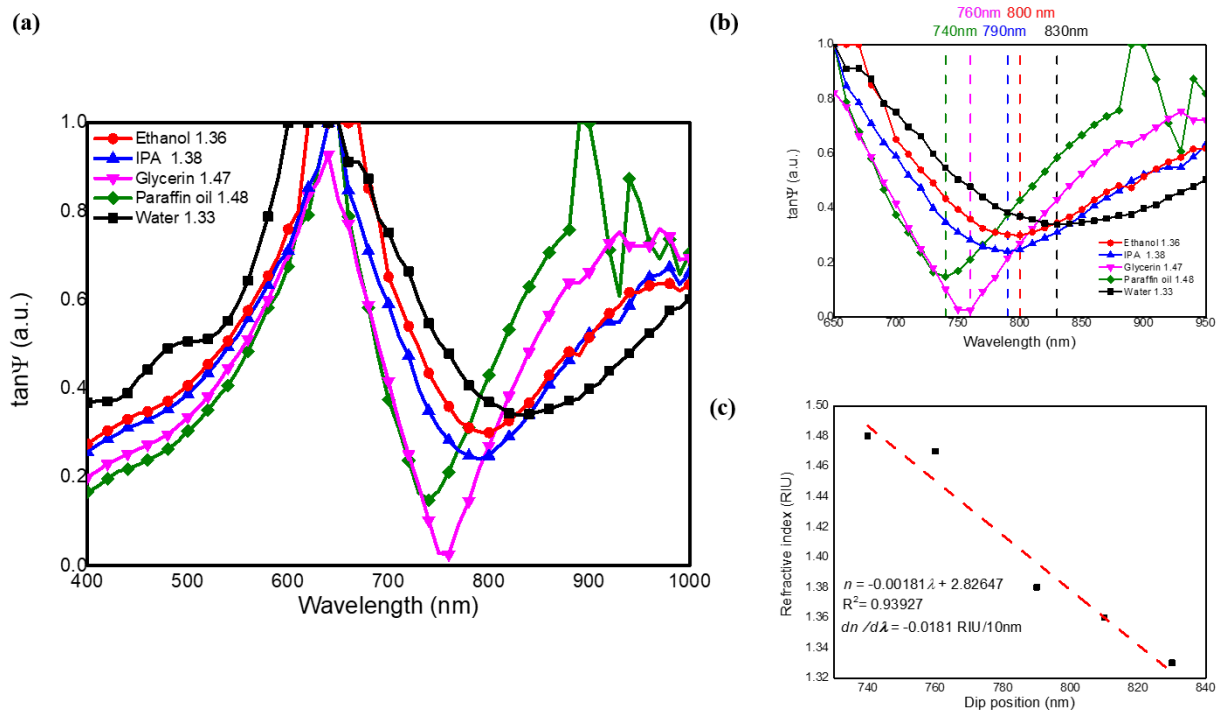 (a)
1.0
0.8
0.6
0.4
0.2
0.0
tanΨ (a.u.)
Ethanol 1.36
IPA 1.38
Glycerin 1.47
Paraffin oil 1.48
Water 1.33
400 500 600 700 800 900 1000
Wavelength (nm)
(b)
760nm 800 nm
740nm 790nm 830nm
1.0
0.8
0.6
0.4
0.2
0.0
tanΨ (a.u.)
Ethanol 1.36
IPA 1.38
Glycerin 1.47
Paraffin oil 1.48
Water 1.33
650 700 750 800 850 900 950
Wavelength (nm)
(c)
1.50
1.48
1.46
1.44
1.42
1.40
1.38
1.36
1.34
1.32
Refractive index (RIU)
n = -0.00181λ + 2.82647
R²= 0.93927
dn /dλ = -0.0181 RIU/10nm
740 760 780 800 820 840
Dip position (nm)